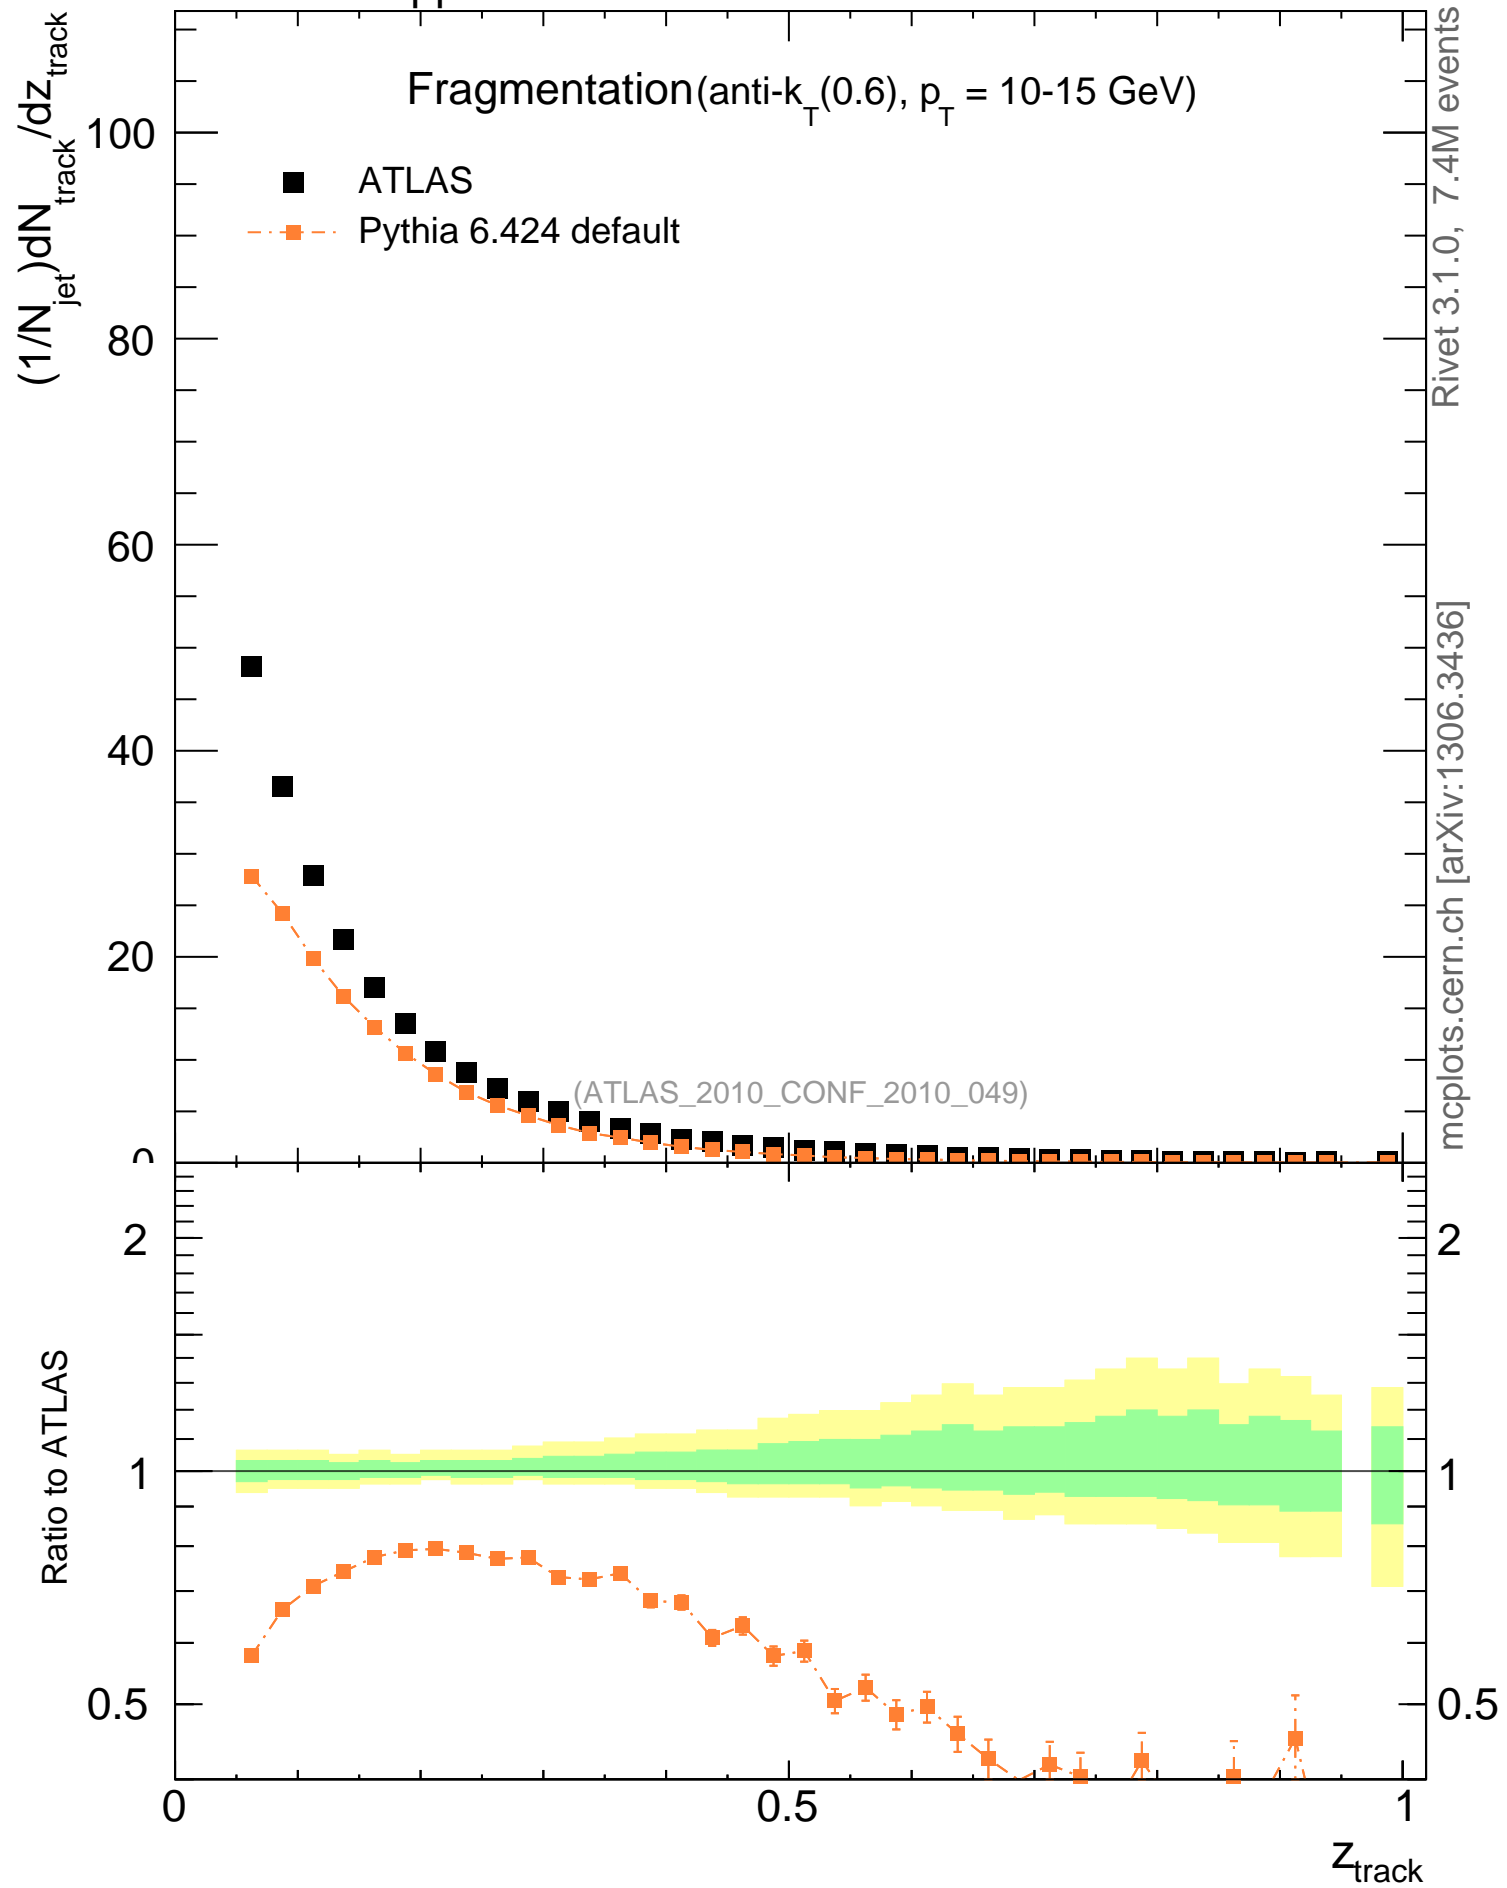 pp
Fragmentation (anti-k_T(0.6), p_T = 10-15 GeV)
(1/N_jet)dN_track/dz_track
ATLAS
Pythia 6.424 default
100
80
60
40
20
0
(ATLAS_2010_CONF_2010_049)
Rivet 3.1.0, 7.4M events
mcplots.cern.ch [arXiv:1306.3436]
Ratio to ATLAS
2
1
0.5
2
1
0.5
0
0.5
1
z_track